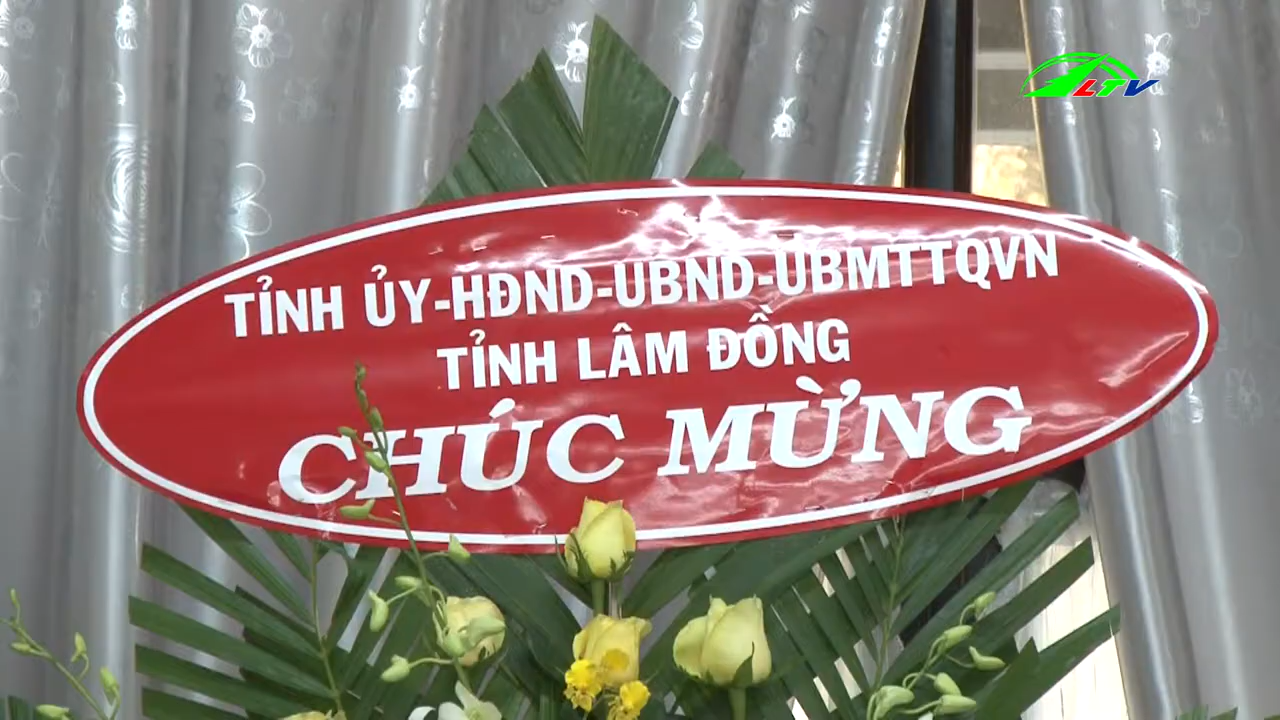 LTV
TỈNH ỦY-HĐND-UBND-UBMTTQVN
TỈNH LÂM ĐỒNG
CHÚC MỪNG